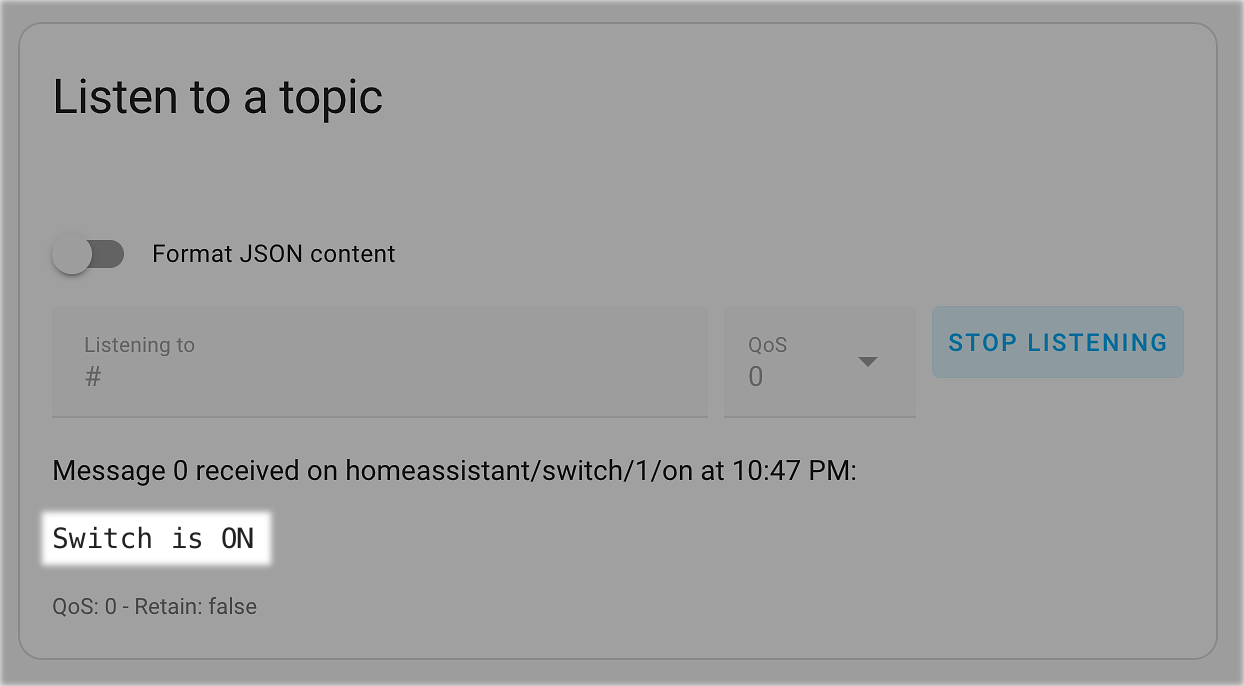 Listen to a topic
Format JSON content
Listening to
#
QoS
0
STOP LISTENING
Message 0 received on homeassistant/switch/1/on at 10:47 PM:
Switch is ON
QoS: 0 - Retain: false